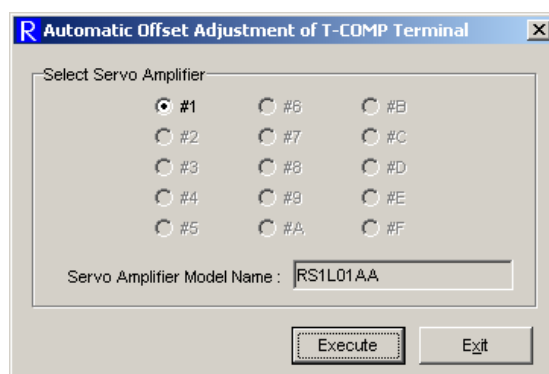 R Automatic Offset Adjustment of T-COMP Terminal
Select Servo Amplifier
#1 #6 #B
#2 #7 #C
#3 #8 #D
#4 #9 #E
#5 #A #F
Servo Amplifier Model Name : RS1L01AA
Execute Exit